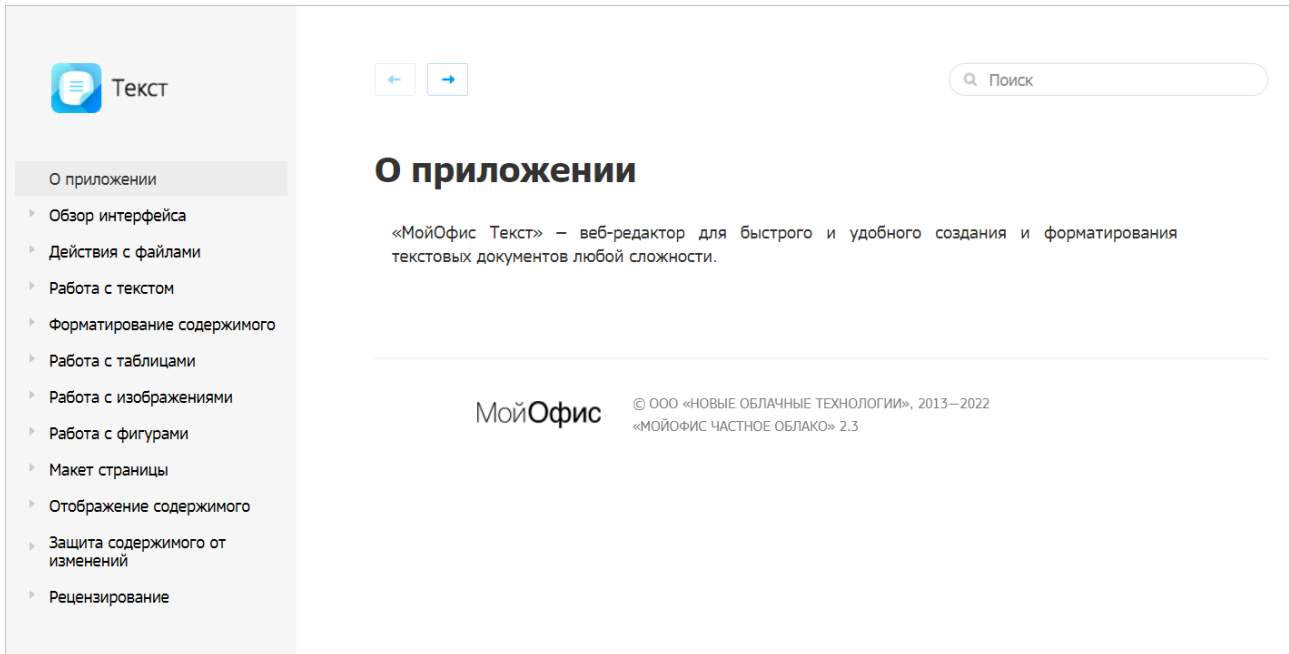 Текст
О приложении
Обзор интерфейса
Действия с файлами
Работа с текстом
Форматирование содержимого
Работа с таблицами
Работа с изображениями
Работа с фигурами
Макет страницы
Отображение содержимого
Защита содержимого от
изменений
Рецензирование
Поиск
О приложении
«МойОфис Текст» — веб-редактор для быстрого и удобного создания и форматирования
текстовых документов любой сложности.
МойОфис
© ООО «НОВЫЕ ОБЛАЧНЫЕ ТЕХНОЛОГИИ», 2013—2022
«МОЙОФИС ЧАСТНОЕ ОБЛАКО» 2.3